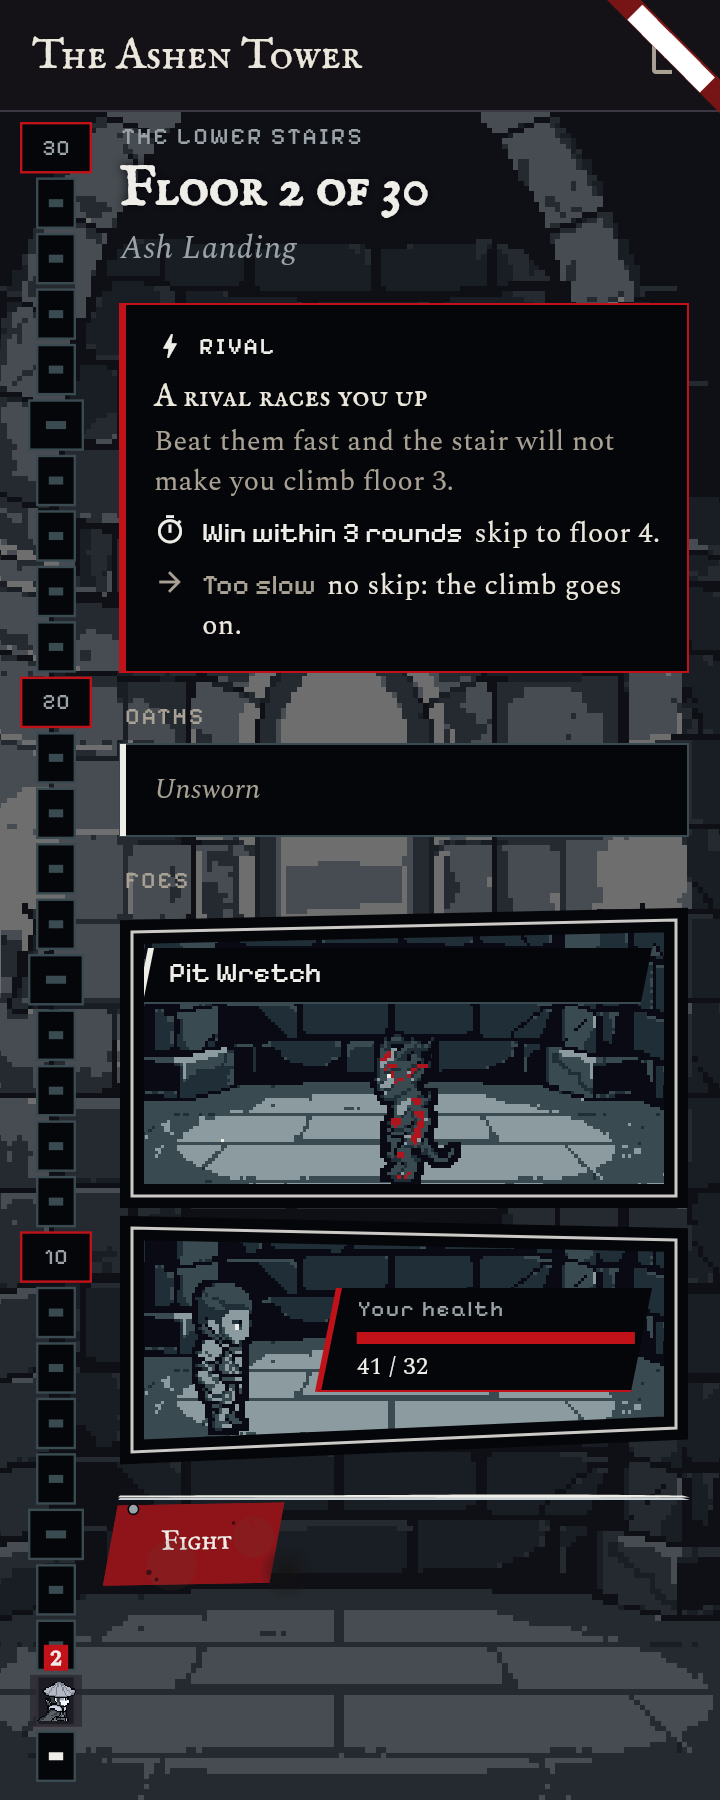 The Ashen Tower
30
THE LOWER STAIRS
Floor 2 of 30
Ash Landing
RIVAL
A rival races you up
Beat them fast and the stair will not
make you climb floor 3.
Win within 3 rounds skip to floor 4.
Too slow no skip: the climb goes
on.
20
OATHS
Unsworn
FOES
Pit Wretch
10
Your health
41 / 32
Fight
2